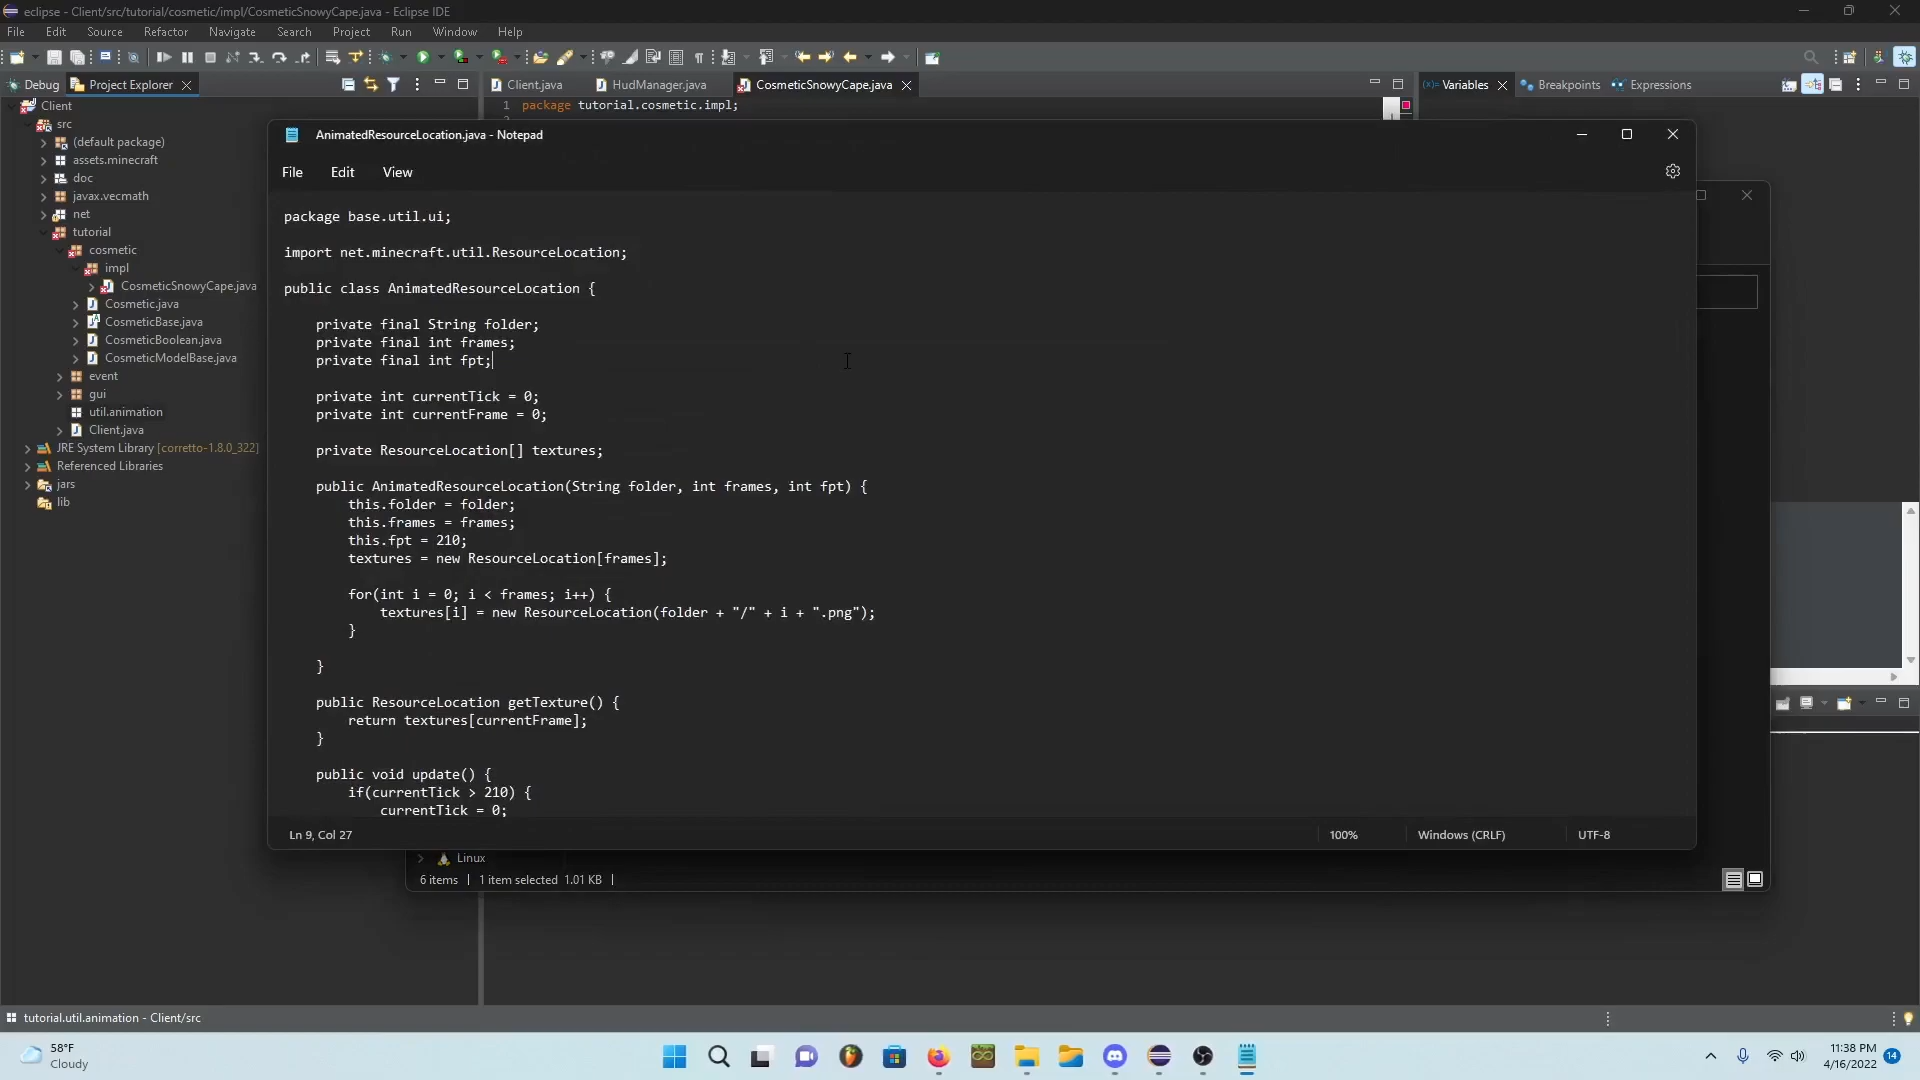 eclipse - Client/src/tutorial/cosmetic/impl/CosmeticSnowyCape.java - Eclipse IDE
File Edit Source Refactor Navigate Search Project Run Window Help
Debug Project Explorer
Client.java HudManager.java CosmeticSnowyCape.java
Variables Breakpoints Expressions
Client
src
(default package)
assets.minecraft
doc
javax.vecmath
net
tutorial
cosmetic
impl
CosmeticSnowyCape.java
Cosmetic.java
CosmeticBase.java
CosmeticBoolean.java
CosmeticModelBase.java
event
gui
util.animation
Client.java
JRE System Library [corretto-1.8.0_322]
Referenced Libraries
jars
lib
1 package tutorial.cosmetic.impl;
AnimatedResourceLocation.java - Notepad
File Edit View
package base.util.ui;
import net.minecraft.util.ResourceLocation;
public class AnimatedResourceLocation {
private final String folder;
private final int frames;
private final int fpt;
private int currentTick = 0;
private int currentFrame = 0;
private ResourceLocation[] textures;
public AnimatedResourceLocation(String folder, int frames, int fpt) {
this.folder = folder;
this.frames = frames;
this.fpt = 210;
textures = new ResourceLocation[frames];
for(int i = 0; i < frames; i++) {
textures[i] = new ResourceLocation(folder + "/" + i + ".png");
}
}
public ResourceLocation getTexture() {
return textures[currentFrame];
}
public void update() {
if(currentTick > 210) {
currentTick = 0;
Ln 9, Col 27
100%
Windows (CRLF)
UTF-8
Linux
6 items | 1 item selected 1.01 KB |
tutorial.util.animation - Client/src
58°F
Cloudy
11:38 PM
4/16/2022
14